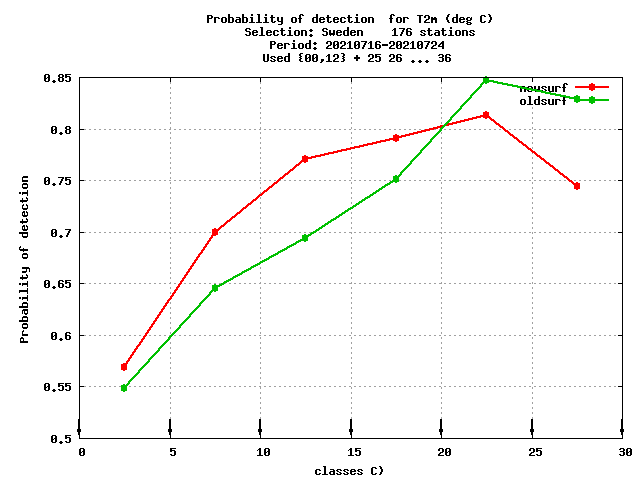 Probability of detection  for T2m (deg C)
Selection: Sweden    176 stations
Period: 20210716-20210724
Used {00,12} + 25 26 ... 36
newsurf
oldsurf
Probability of detection
0.85
0.8
0.75
0.7
0.65
0.6
0.55
0.5
0 5 10 15 20 25 30
classes C)